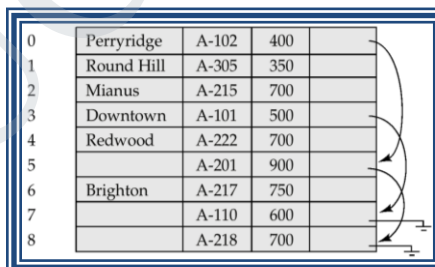 0 Perryridge A-102 400
1 Round Hill A-305 350
2 Mianus A-215 700
3 Downtown A-101 500
4 Redwood A-222 700
5 A-201 900
6 Brighton A-217 750
7 A-110 600
8 A-218 700